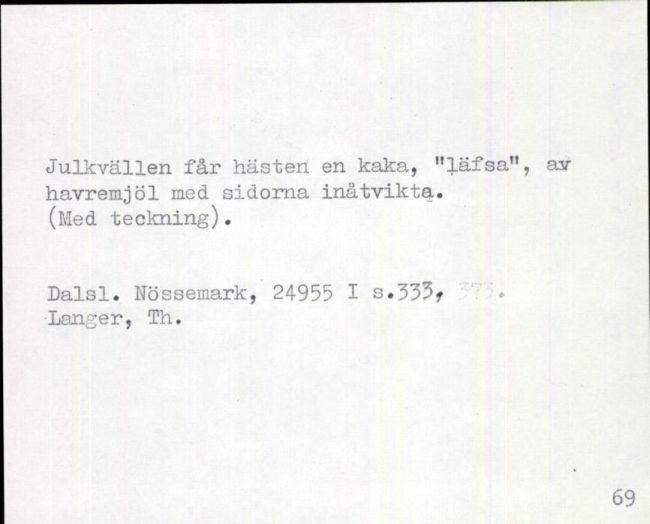 Julkvällen får hästen en kaka, "läfsa", av
havremjöl med sidorna inåtvikta.
(Med teckning).
Dalsl. Nössemark, 24955 I s.333, 373.
Langer, Th.
69